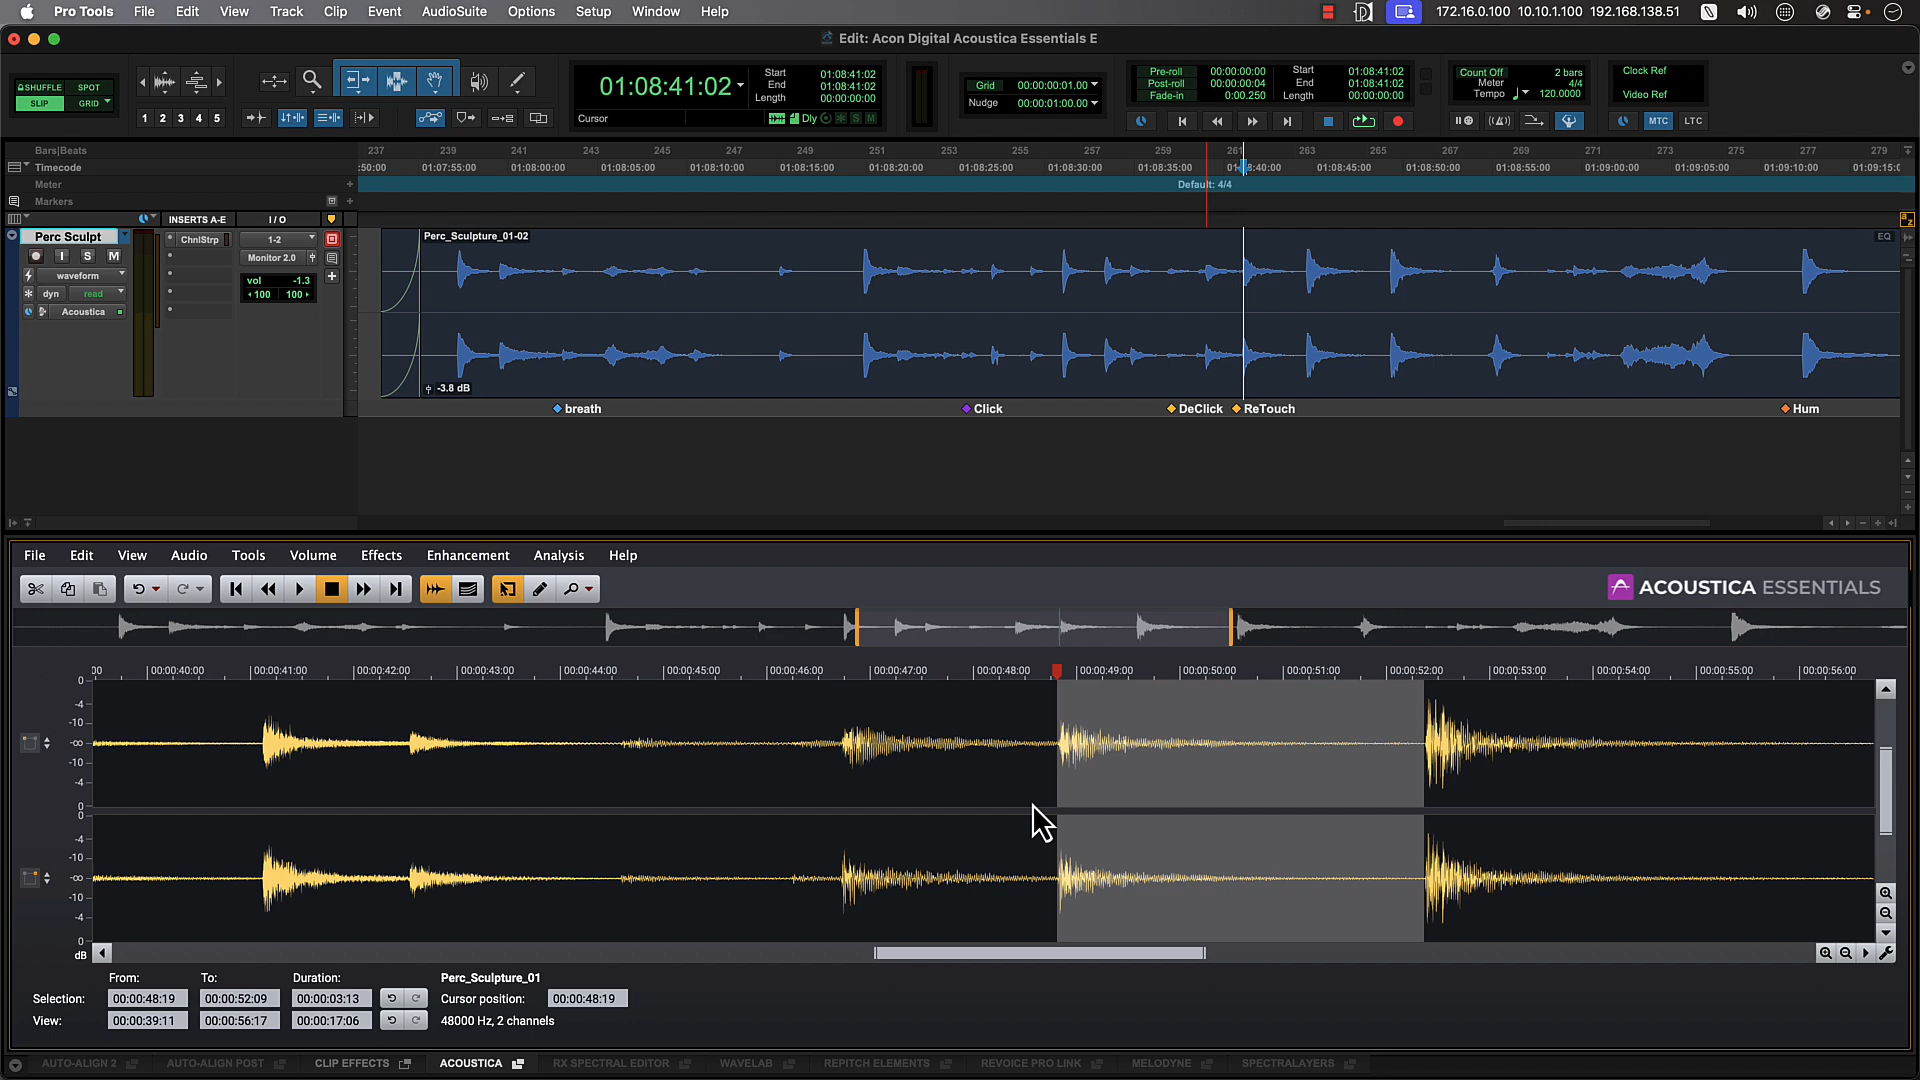 Pro Tools File Edit View Track Clip Event AudioSuite Options Setup Window Help 172.16.0.100 10.10.1.100 192.168.138.51
Edit: Acon Digital Acoustica Essentials E
SHUFFLE SPOT
SLIP GRID
1 2 3 4 5
01:08:41:02
Start 01:08:41:02
End 01:08:41:02
Length 00:00:00:00
Cursor Dly
Grid 00:00:00:01.00
Nudge 00:00:01:00.00
Pre-roll 00:00:00:00 Start 01:08:41:02
Post-roll 00:00:00:04 End 01:08:41:02
Fade-in 0:00.250 Length 00:00:00:00
Count Off 2 bars
Meter 4/4
Tempo 120.0000
Clock Ref
Video Ref
MTC LTC
Bars|Beats 237 239 241 243 245 247 249 251 253 255 257 259 261 263 265 267 269 271 273 275 277 279
Timecode :50:00 01:07:55:00 01:08:00:00 01:08:05:00 01:08:10:00 01:08:15:00 01:08:20:00 01:08:25:00 01:08:30:00 01:08:35:00 01:08:40:00 01:08:45:00 01:08:50:00 01:08:55:00 01:09:00:00 01:09:05:00 01:09:10:00 01:09:15:0
Meter Default: 4/4
Markers
INSERTS A-E I / O
Perc Sculpt ChnlStrp 1-2 Perc_Sculpture_01-02 EQ
I S M Monitor 2.0
waveform vol -1.3
dyn read 100 100
Acoustica
-3.8 dB
breath Click DeClick ReTouch Hum
File Edit View Audio Tools Volume Effects Enhancement Analysis Help
ACOUSTICA ESSENTIALS
00 00:00:40:00 00:00:41:00 00:00:42:00 00:00:43:00 00:00:44:00 00:00:45:00 00:00:46:00 00:00:47:00 00:00:48:00 00:00:49:00 00:00:50:00 00:00:51:00 00:00:52:00 00:00:53:00 00:00:54:00 00:00:55:00 00:00:56:00
0
-4
-10
-∞
-10
-4
0
0
-4
-10
-∞
-10
-4
0
dB
From: To: Duration: Perc_Sculpture_01
Selection: 00:00:48:19 00:00:52:09 00:00:03:13 Cursor position: 00:00:48:19
View: 00:00:39:11 00:00:56:17 00:00:17:06 48000 Hz, 2 channels
AUTO-ALIGN 2 AUTO-ALIGN POST CLIP EFFECTS ACOUSTICA RX SPECTRAL EDITOR WAVELAB REPITCH ELEMENTS REVOICE PRO LINK MELODYNE SPECTRALAYERS